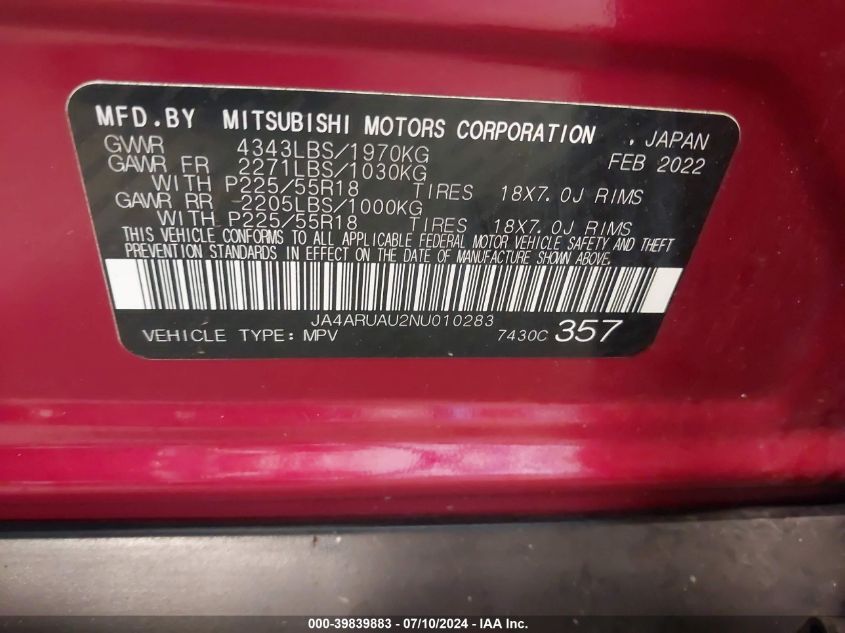 MFD.BY MITSUBISHI MOTORS CORPORATION , JAPAN
GVWR 4343LBS/1970KG FEB 2022
GAWR FR 2271LBS/1030KG
WITH P225/55R18 TIRES 18X7.0J RIMS
GAWR RR 2205LBS/1000KG
WITH P225/55R18 TIRES 18X7.0J RIMS
THIS VEHICLE CONFORMS TO ALL APPLICABLE FEDERAL MOTOR VEHICLE SAFETY AND THEFT
PREVENTION STANDARDS IN EFFECT ON THE DATE OF MANUFACTURE SHOWN ABOVE.
JA4ARUAU2NU010283
VEHICLE TYPE: MPV 7430C 357
000-39839883 - 07/10/2024 - IAA Inc.